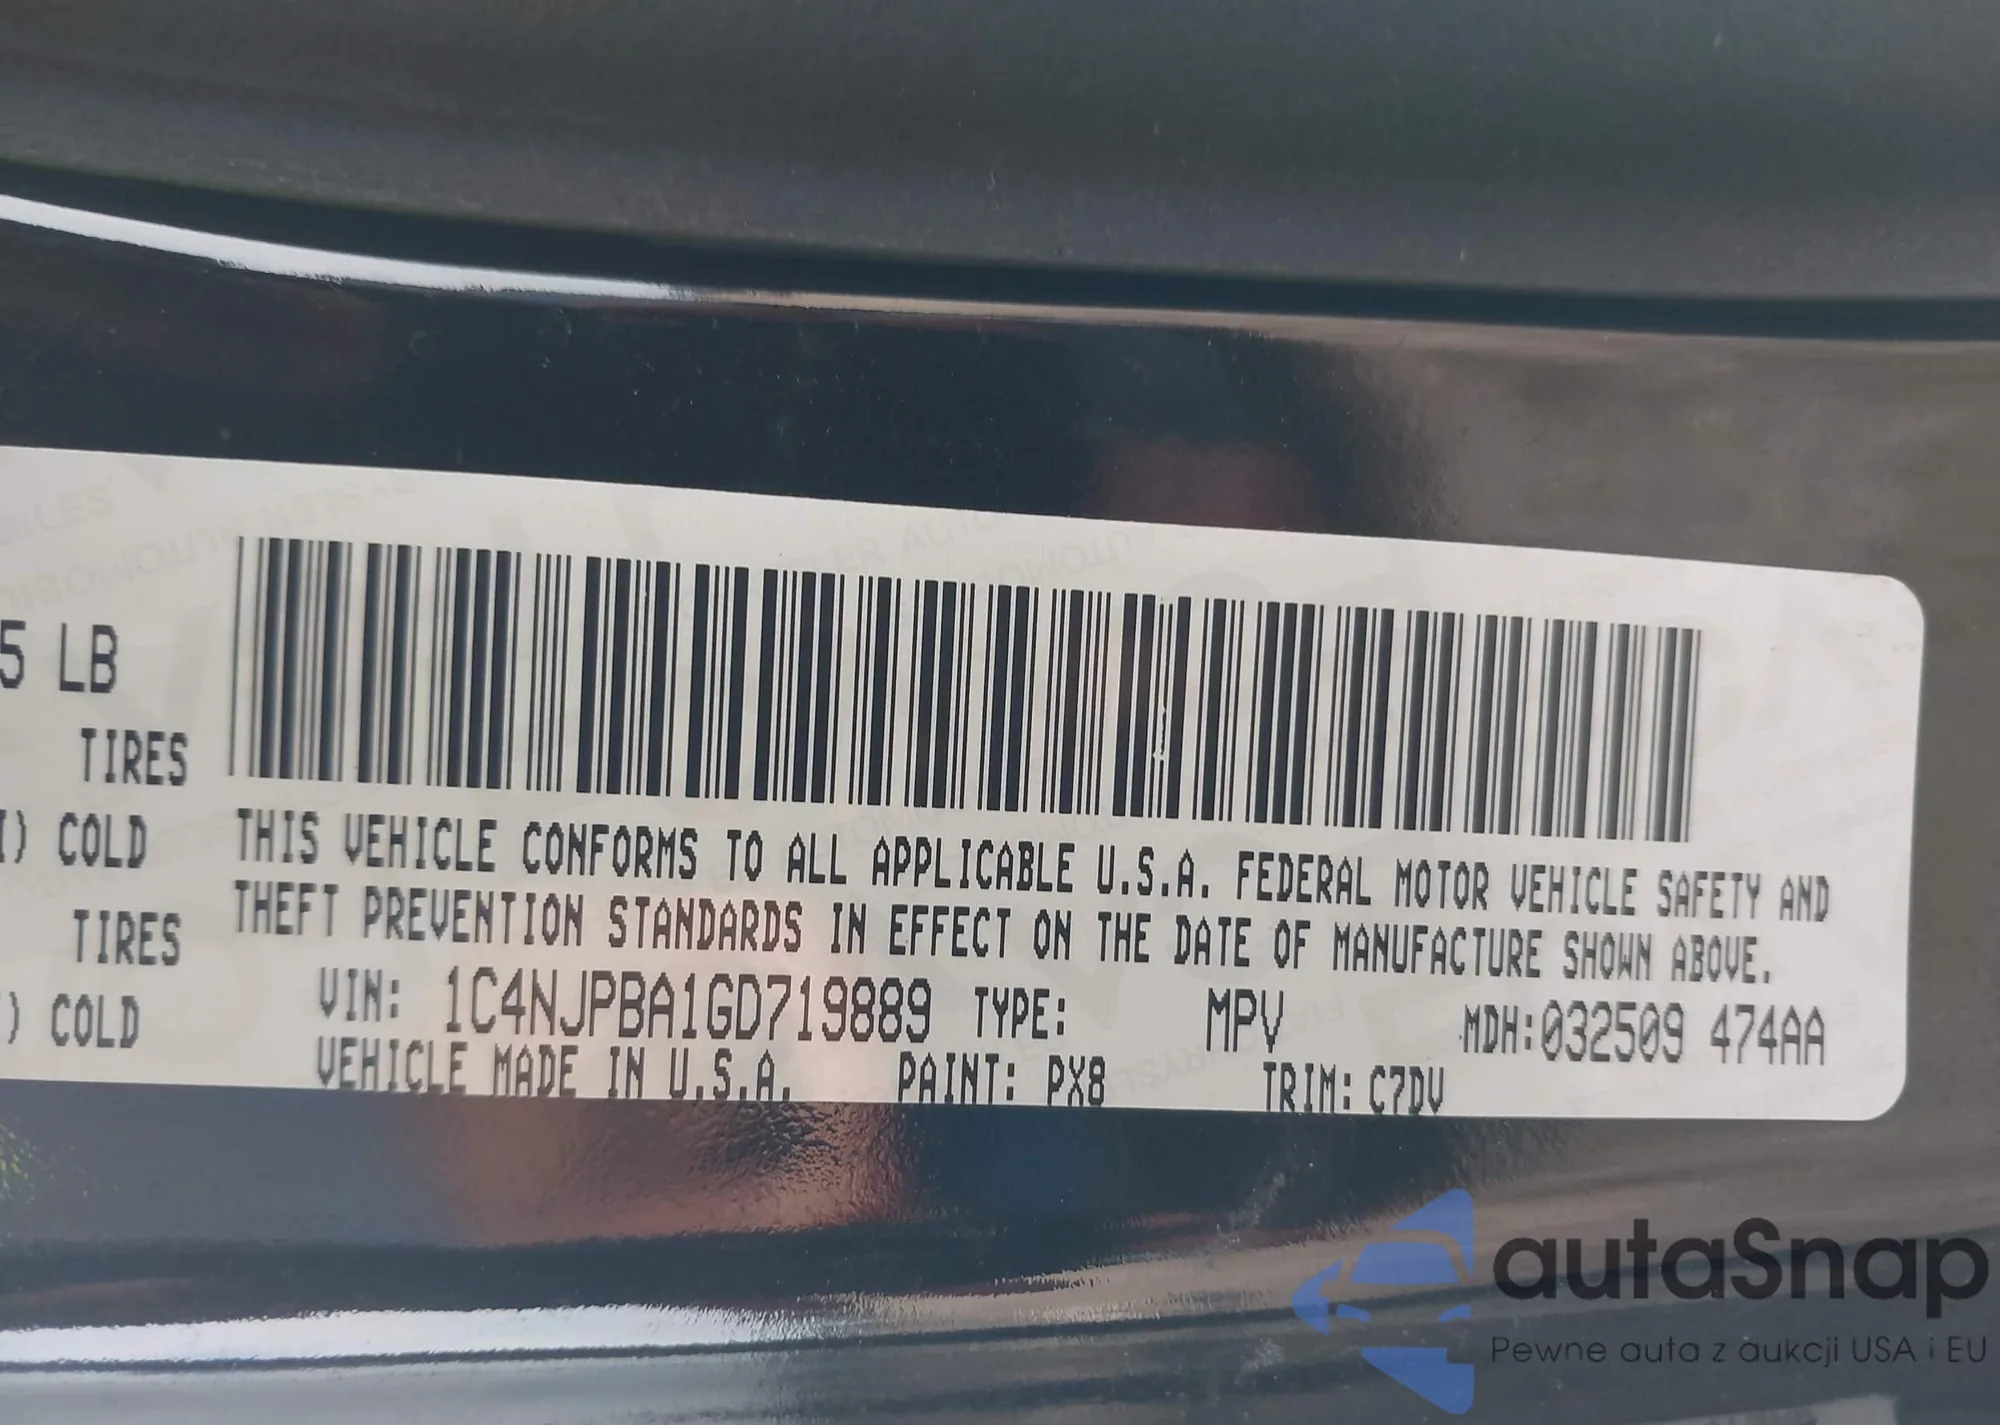 5 LB
TIRES
I) COLD
TIRES
) COLD
THIS VEHICLE CONFORMS TO ALL APPLICABLE U.S.A. FEDERAL MOTOR VEHICLE SAFETY AND
THEFT PREVENTION STANDARDS IN EFFECT ON THE DATE OF MANUFACTURE SHOWN ABOVE.
VIN: 1C4NJPBA1GD719889 TYPE: MPV MDH:032509 474AA
VEHICLE MADE IN U.S.A. PAINT: PX8 TRIM: C7DV
autaSnap
Pewne auta z aukcji USA i EU